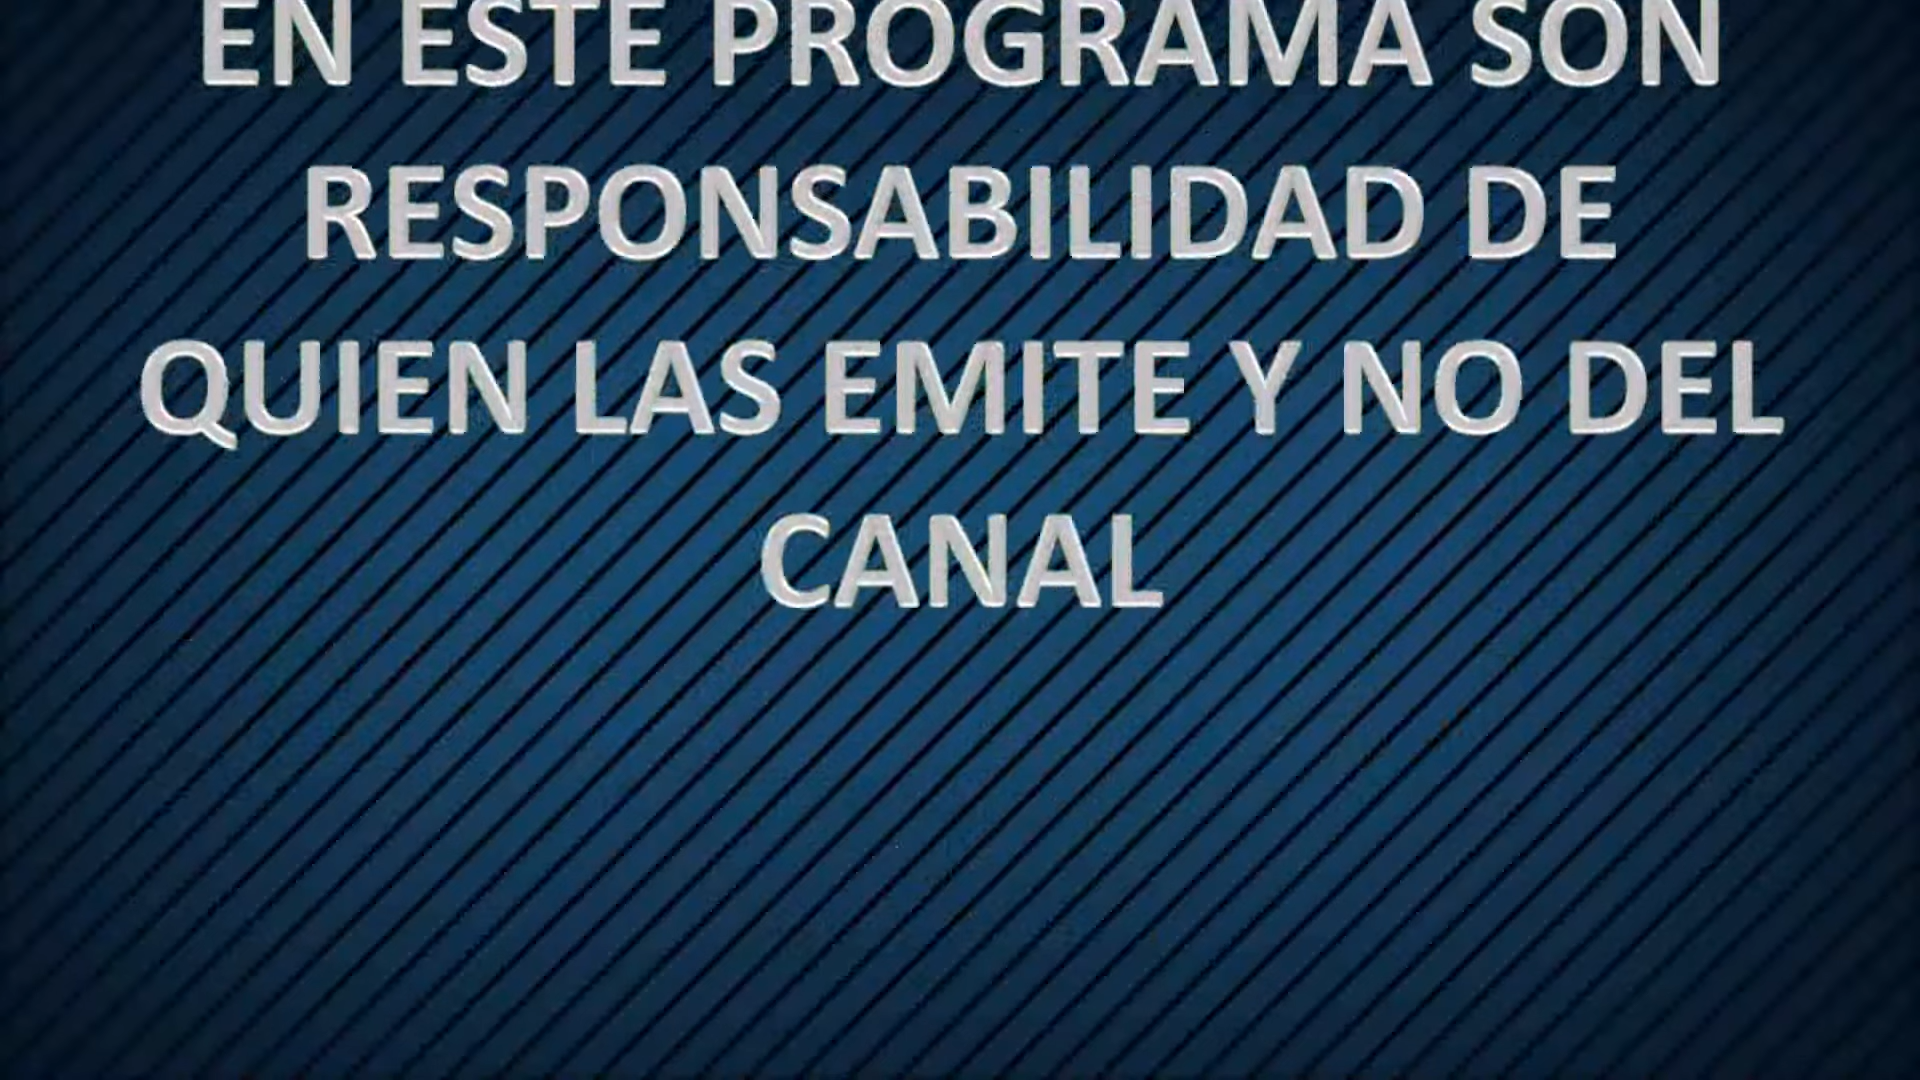 EN ESTE PROGRAMA SON
RESPONSABILIDAD DE
QUIEN LAS EMITE Y NO DEL
CANAL